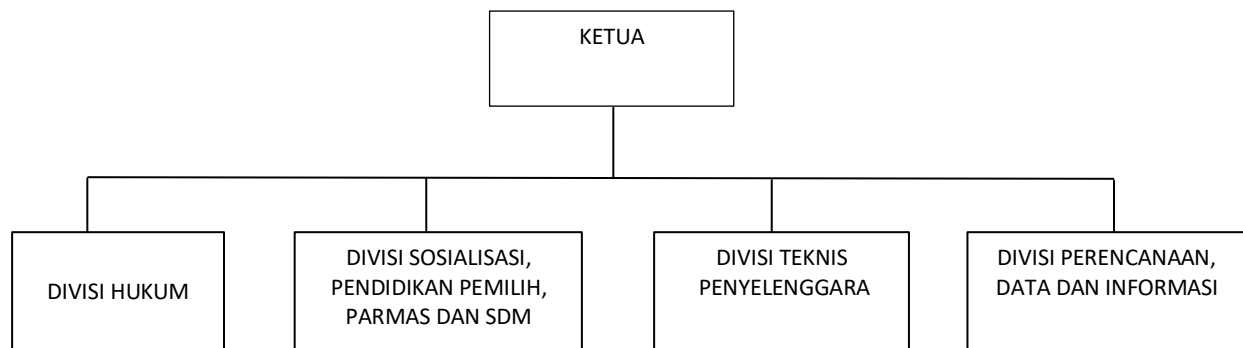 KETUA
DIVISI HUKUM
DIVISI SOSIALISASI,
PENDIDIKAN PEMILIH,
PARMAS DAN SDM
DIVISI TEKNIS
PENYELENGGARA
DIVISI PERENCANAAN,
DATA DAN INFORMASI